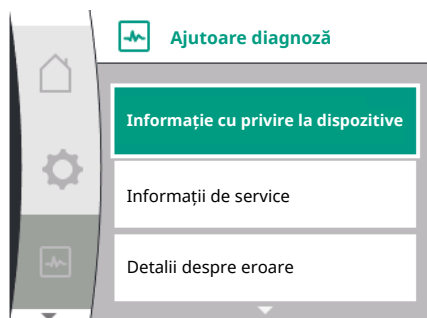 Ajutoare diagnoză
Informație cu privire la dispozitive
Informații de service
Detalii despre eroare